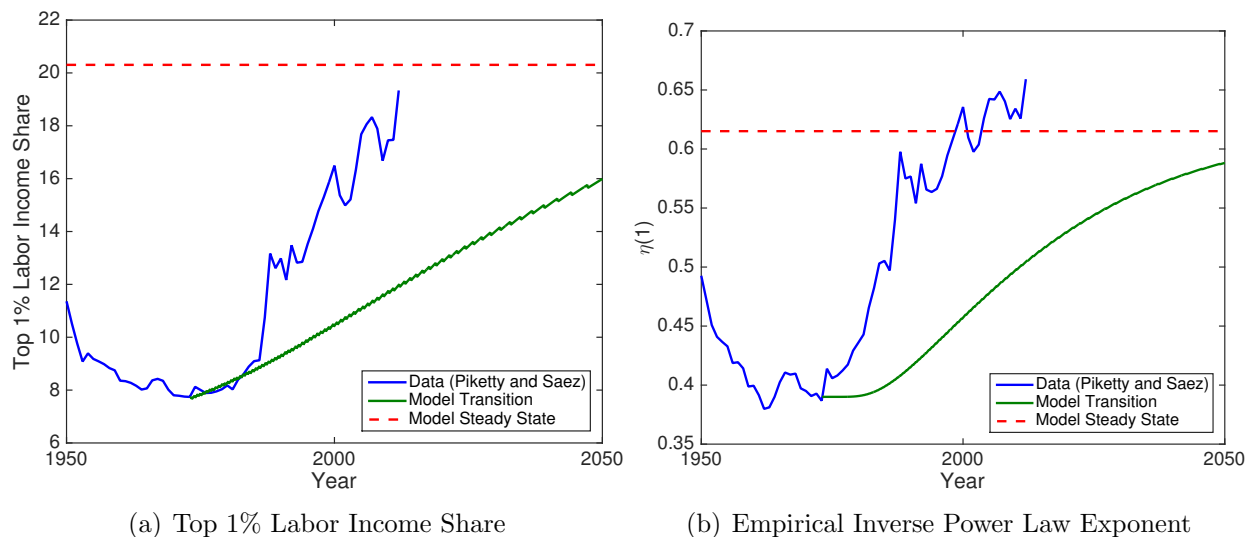 22
20
18
16
14
12
10
8
6
Top 1% Labor Income Share
1950
2000
2050
Year
Data (Piketty and Saez)
Model Transition
Model Steady State
(a) Top 1% Labor Income Share
0.7
0.65
0.6
0.55
0.5
0.45
0.4
0.35
η(1)
1950
2000
2050
Year
Data (Piketty and Saez)
Model Transition
Model Steady State
(b) Empirical Inverse Power Law Exponent